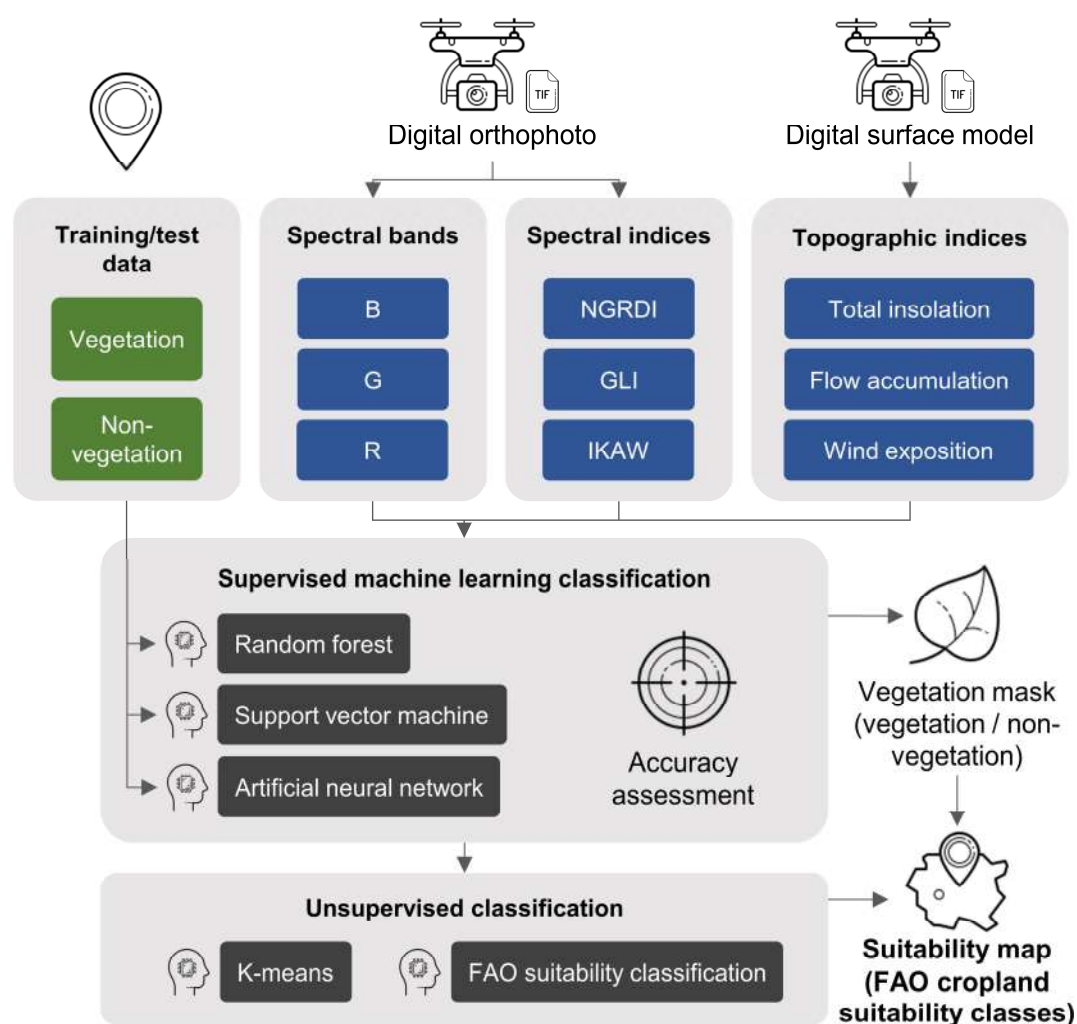 TIF
Digital orthophoto
TIF
Digital surface model
Training/test
data
Vegetation
Non-
vegetation
Spectral bands
B
G
R
Spectral indices
NGRDI
GLI
IKAW
Topographic indices
Total insolation
Flow accumulation
Wind exposition
Supervised machine learning classification
Random forest
Support vector machine
Artificial neural network
Accuracy
assessment
Vegetation mask
(vegetation / non-
vegetation)
Unsupervised classification
K-means
FAO suitability classification
Suitability map
(FAO cropland
suitability classes)